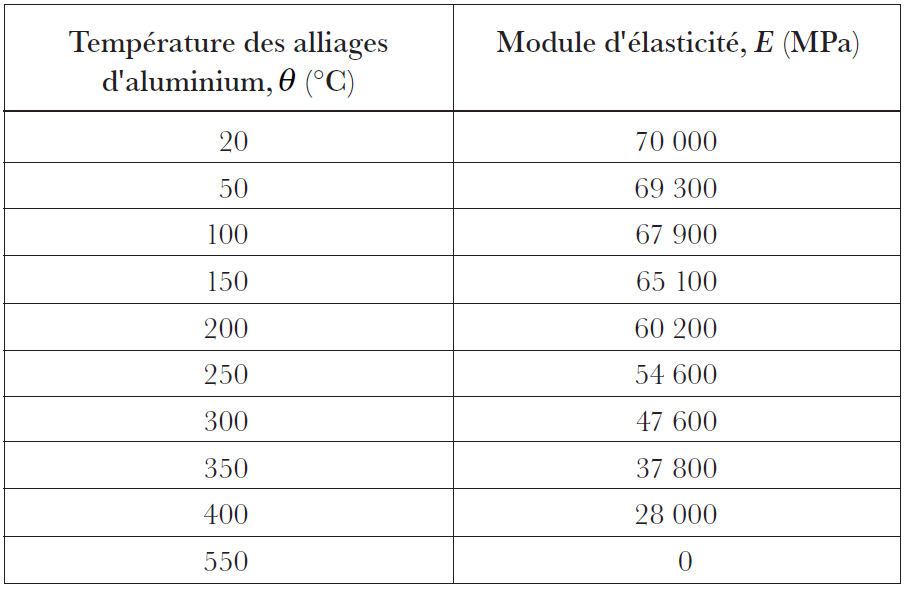 Température des alliages
d'aluminium, θ (°C)
Module d'élasticité, E (MPa)
20 70 000
50 69 300
100 67 900
150 65 100
200 60 200
250 54 600
300 47 600
350 37 800
400 28 000
550 0